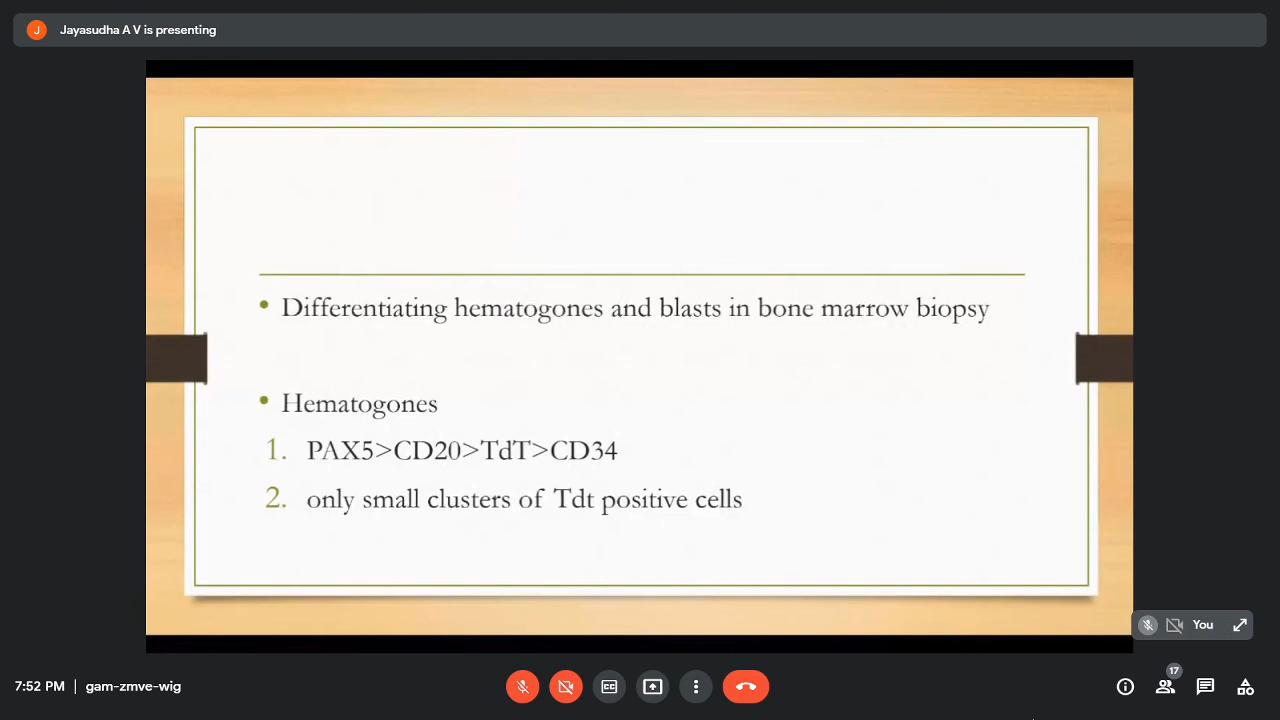 J
Jayasudha A V is presenting
• Differentiating hematogones and blasts in bone marrow biopsy
• Hematogones
1. PAX5>CD20>TdT>CD34
2. only small clusters of Tdt positive cells
You
17
7:52 PM | gam-zmve-wig
CC